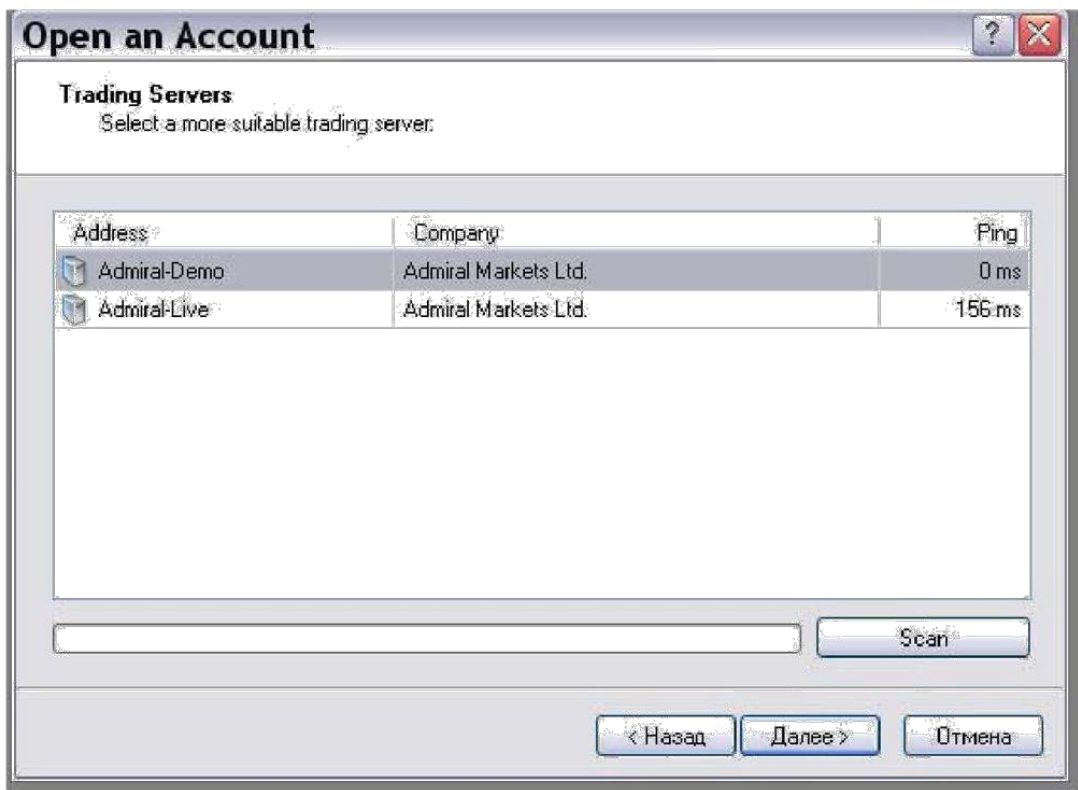 Open an Account
?
Trading Servers
Select a more suitable trading server:
Address Company Ping
Admiral-Demo Admiral Markets Ltd. 0 ms
Admiral-Live Admiral Markets Ltd. 156 ms
Scan
< Назад Далее > Отмена